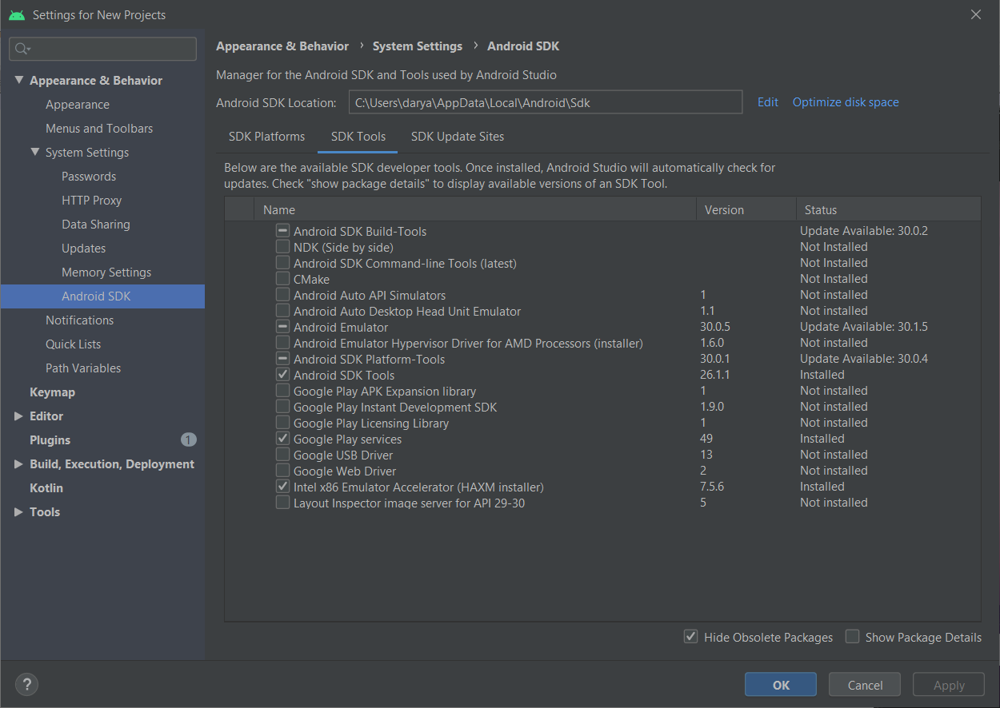 Settings for New Projects
Appearance & Behavior
Appearance
Menus and Toolbars
System Settings
Passwords
HTTP Proxy
Data Sharing
Updates
Memory Settings
Android SDK
Notifications
Quick Lists
Path Variables
Keymap
Editor
Plugins 1
Build, Execution, Deployment
Kotlin
Tools
Appearance & Behavior › System Settings › Android SDK
Manager for the Android SDK and Tools used by Android Studio
Android SDK Location: C:\Users\darya\AppData\Local\Android\Sdk Edit Optimize disk space
SDK Platforms SDK Tools SDK Update Sites
Below are the available SDK developer tools. Once installed, Android Studio will automatically check for
updates. Check "show package details" to display available versions of an SDK Tool.
Name Version Status
Android SDK Build-Tools Update Available: 30.0.2
NDK (Side by side) Not Installed
Android SDK Command-line Tools (latest) Not Installed
CMake Not Installed
Android Auto API Simulators 1 Not installed
Android Auto Desktop Head Unit Emulator 1.1 Not installed
Android Emulator 30.0.5 Update Available: 30.1.5
Android Emulator Hypervisor Driver for AMD Processors (installer) 1.6.0 Not installed
Android SDK Platform-Tools 30.0.1 Update Available: 30.0.4
Android SDK Tools 26.1.1 Installed
Google Play APK Expansion library 1 Not installed
Google Play Instant Development SDK 1.9.0 Not installed
Google Play Licensing Library 1 Not installed
Google Play services 49 Installed
Google USB Driver 13 Not installed
Google Web Driver 2 Not installed
Intel x86 Emulator Accelerator (HAXM installer) 7.5.6 Installed
Layout Inspector image server for API 29-30 5 Not installed
Hide Obsolete Packages Show Package Details
? OK Cancel Apply